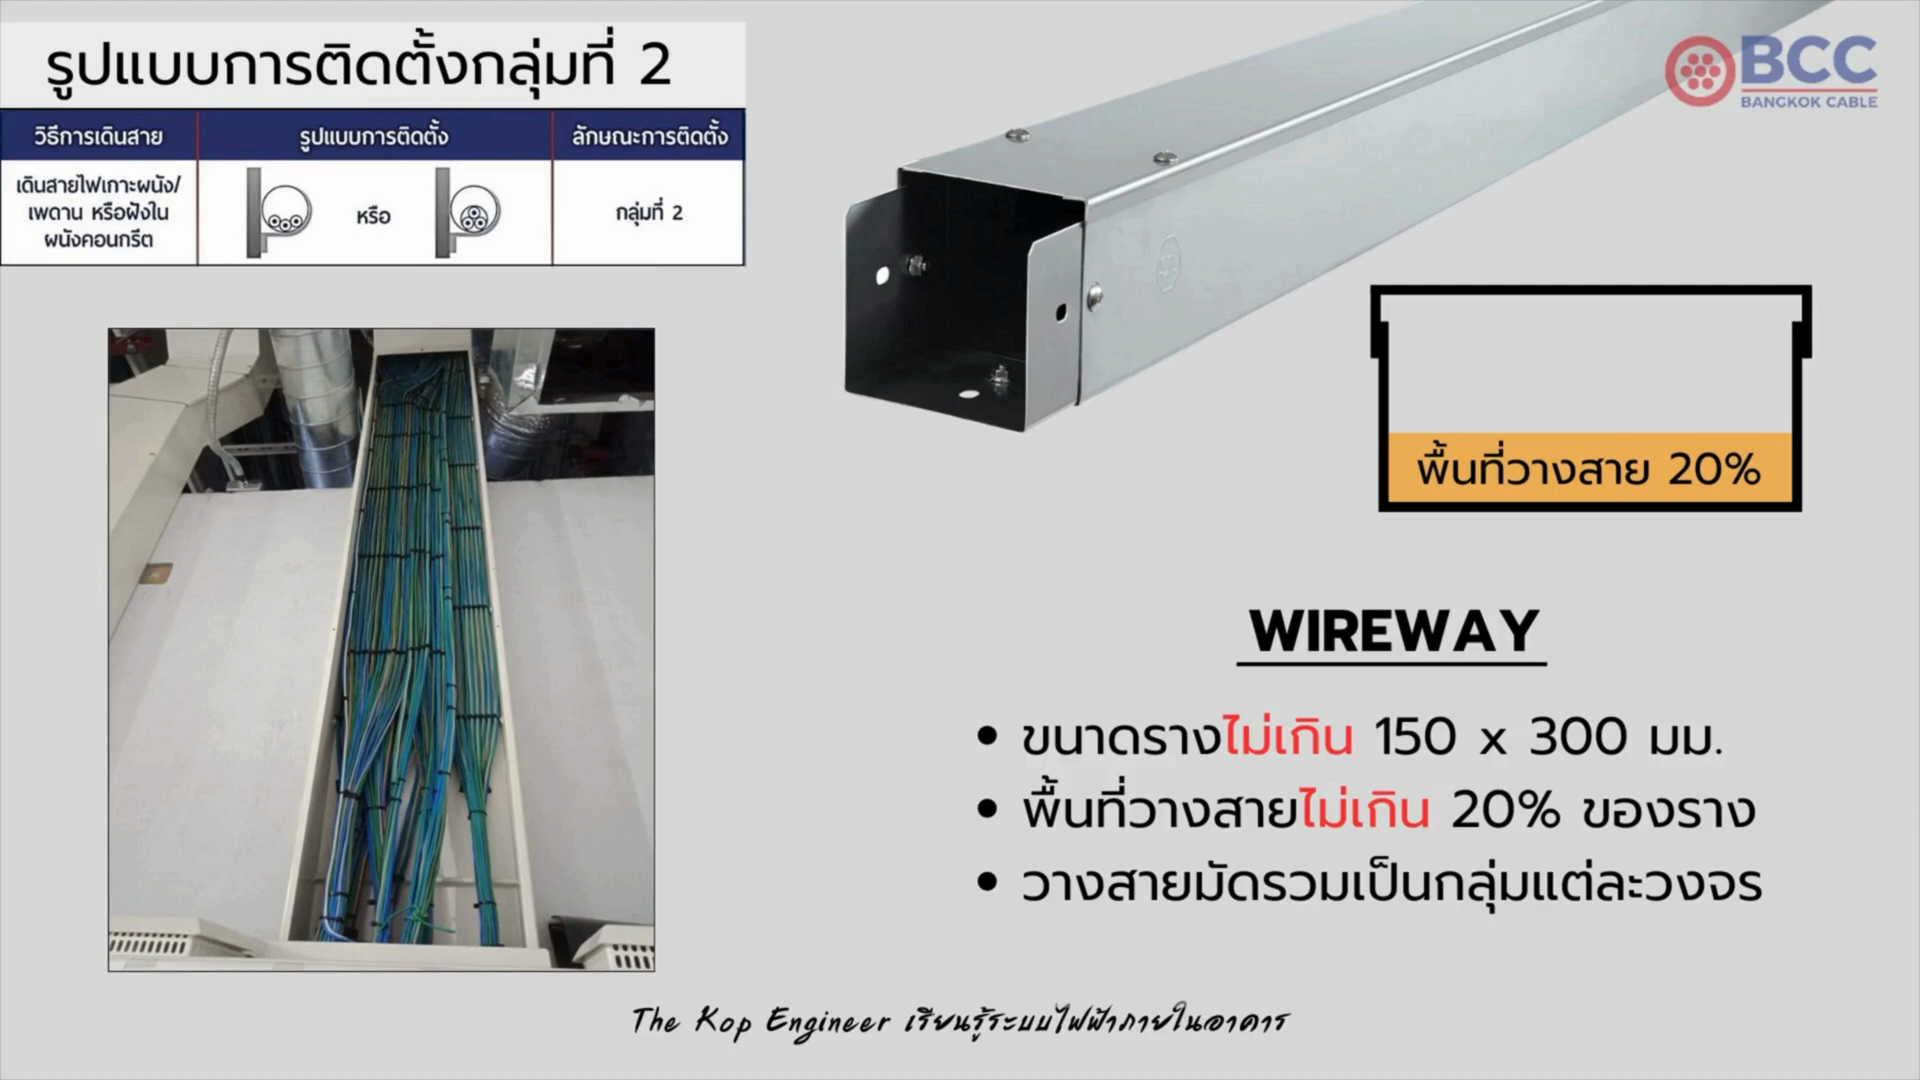 รูปแบบการติดตั้งกลุ่มที่ 2
BCC
BANGKOK CABLE
วิธีการเดินสาย
รูปแบบการติดตั้ง
ลักษณะการติดตั้ง
เดินสายไฟเกาะผนัง/
เพดาน หรือฝังใน
ผนังคอนกรีต
หรือ
กลุ่มที่ 2
พื้นที่วางสาย 20%
WIREWAY
• ขนาดรางไม่เกิน 150 x 300 มม.
• พื้นที่วางสายไม่เกิน 20% ของราง
• วางสายมัดรวมเป็นกลุ่มแต่ละวงจร
The Kop Engineer เรียนรู้ระบบไฟฟ้าภายในอาคาร